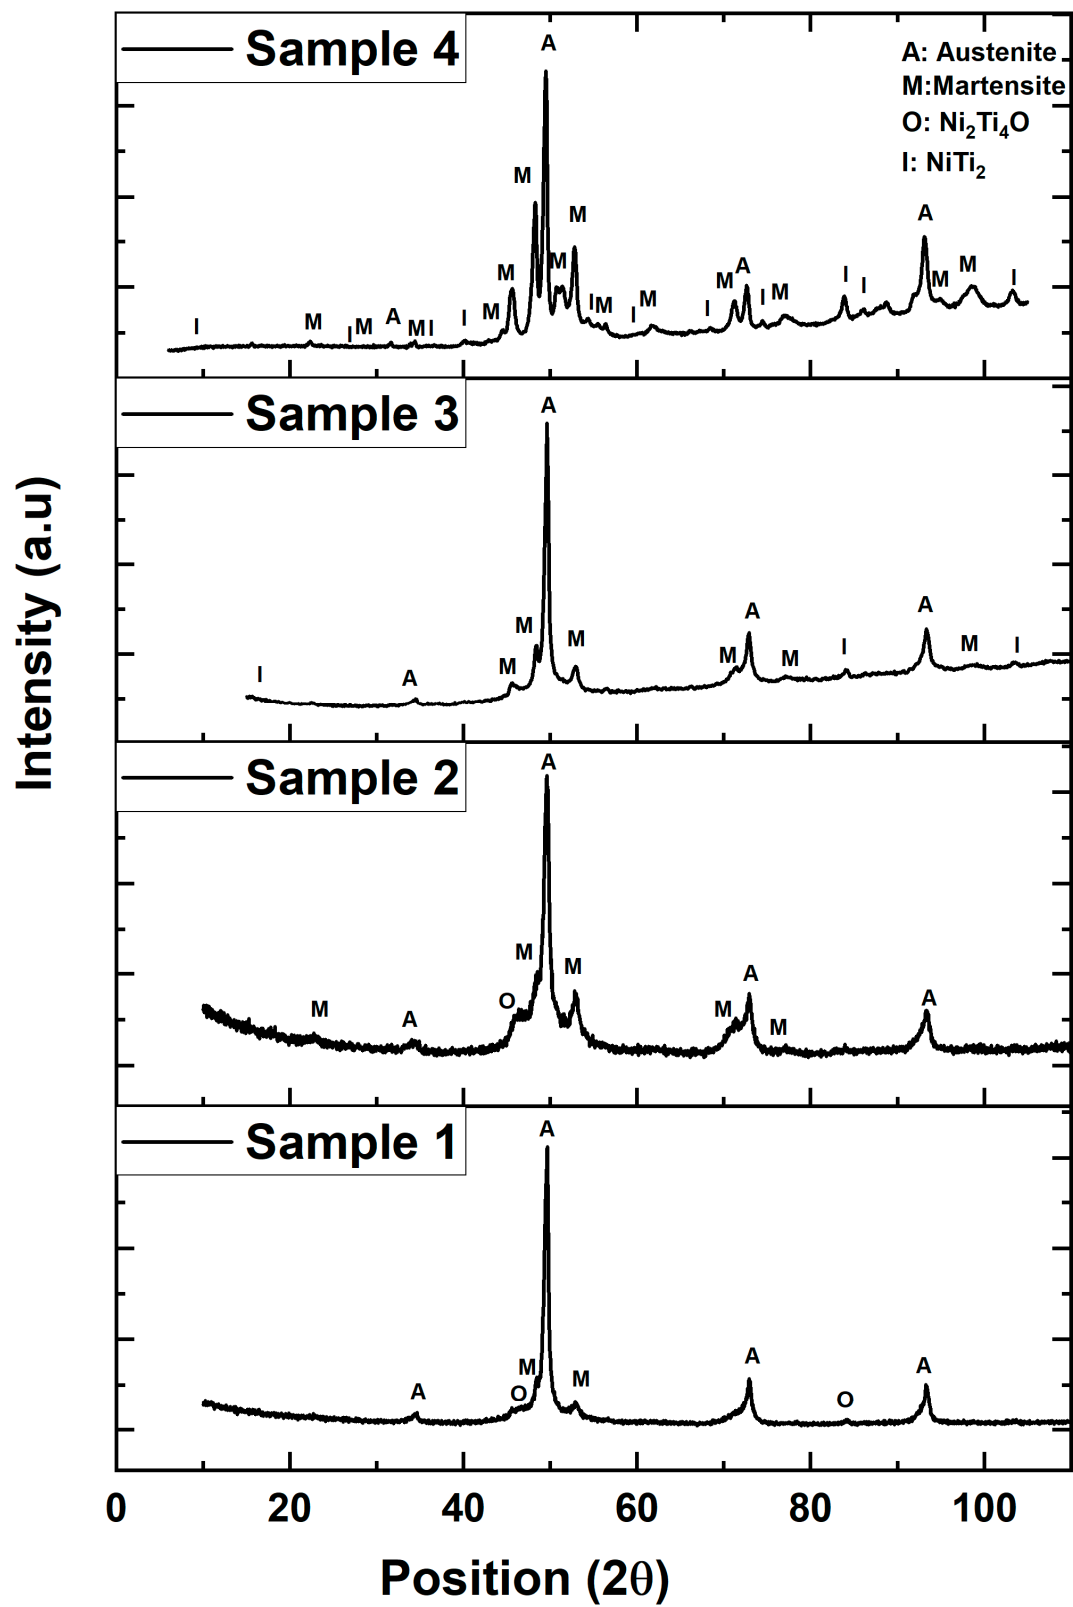 Sample 4
A: Austenite
M:Martensite
O: Ni₂Ti₄O
I: NiTi₂
A
M
M
A
M
M
M
A
M
M
I M
I
M
M
I
I
M
I
M
I
I
M
A
I M
M I
I
I
Sample 3
A
M
M
M
A
A
M
M
I
M
I
I
A
Intensity (a.u)
Sample 2
A
M
M
O
A
A
M
M
M
A
Sample 1
A
M
M
O
A
A
A
O
0 20 40 60 80 100
Position (2θ)